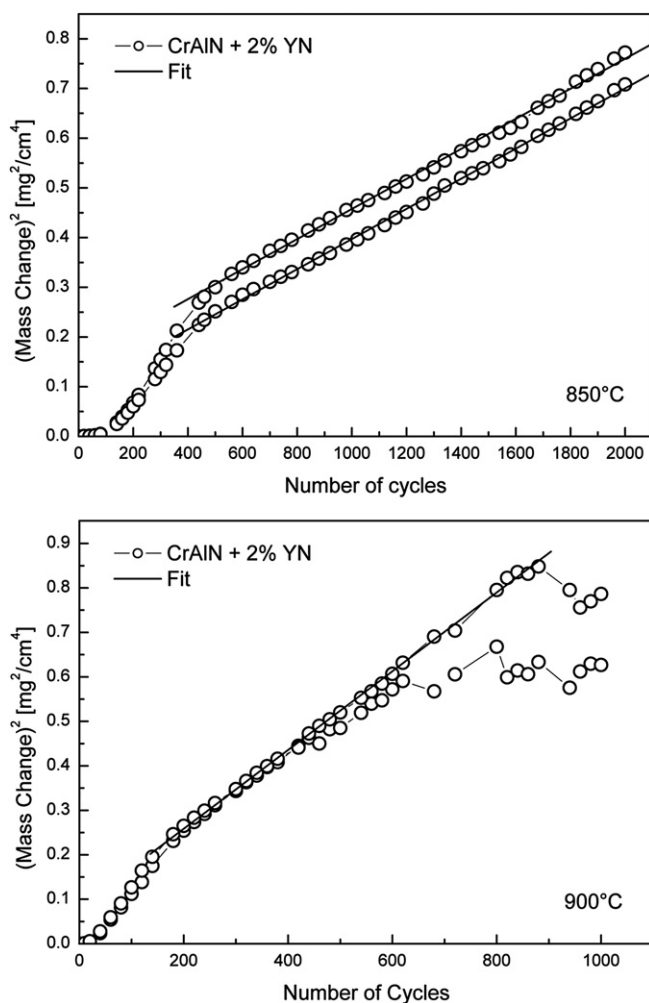 0.8
0.7
0.6
0.5
0.4
0.3
0.2
0.1
0.0
(Mass Change)² [mg²/cm⁴]
CrAlN + 2% YN
Fit
850°C
0 200 400 600 800 1000 1200 1400 1600 1800 2000
Number of cycles
0.9
0.8
0.7
0.6
0.5
0.4
0.3
0.2
0.1
0.0
(Mass Change)² [mg²/cm⁴]
CrAlN + 2% YN
Fit
900°C
0 200 400 600 800 1000
Number of Cycles